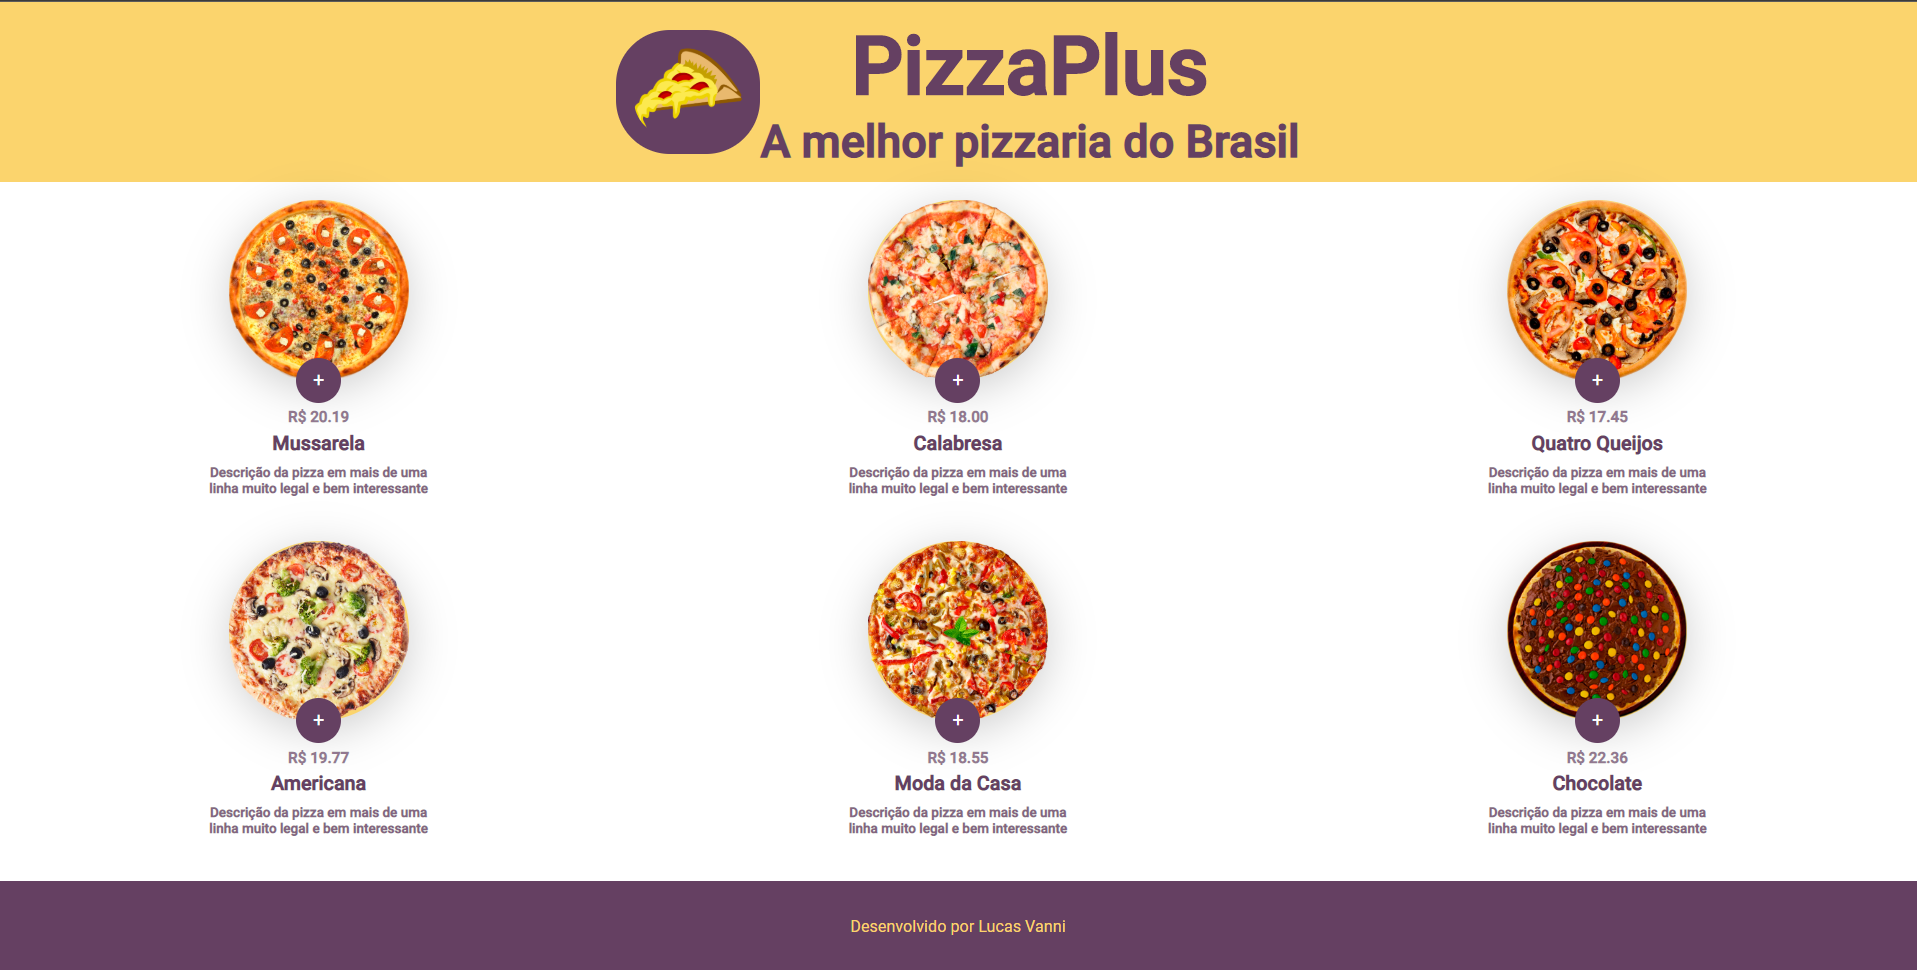 PizzaPlus
A melhor pizzaria do Brasil
+
R$ 20.19
Mussarela
Descrição da pizza em mais de uma
linha muito legal e bem interessante
+
R$ 18.00
Calabresa
Descrição da pizza em mais de uma
linha muito legal e bem interessante
+
R$ 17.45
Quatro Queijos
Descrição da pizza em mais de uma
linha muito legal e bem interessante
+
R$ 19.77
Americana
Descrição da pizza em mais de uma
linha muito legal e bem interessante
+
R$ 18.55
Moda da Casa
Descrição da pizza em mais de uma
linha muito legal e bem interessante
+
R$ 22.36
Chocolate
Descrição da pizza em mais de uma
linha muito legal e bem interessante
Desenvolvido por Lucas Vanni